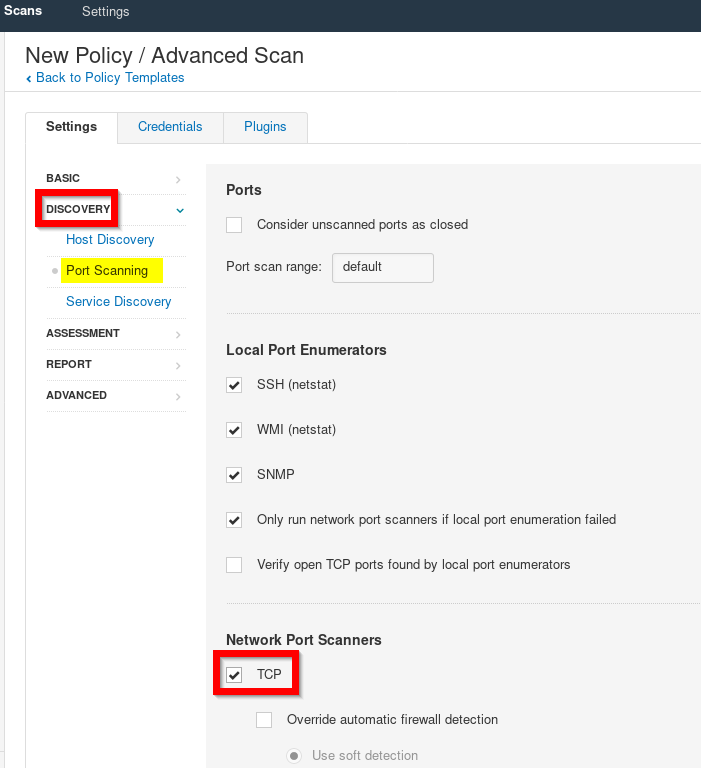 Scans Settings
New Policy / Advanced Scan
Back to Policy Templates
Settings Credentials Plugins
BASIC
DISCOVERY
Host Discovery
Port Scanning
Service Discovery
ASSESSMENT
REPORT
ADVANCED
Ports
Consider unscanned ports as closed
Port scan range: default
Local Port Enumerators
SSH (netstat)
WMI (netstat)
SNMP
Only run network port scanners if local port enumeration failed
Verify open TCP ports found by local port enumerators
Network Port Scanners
TCP
Override automatic firewall detection
Use soft detection